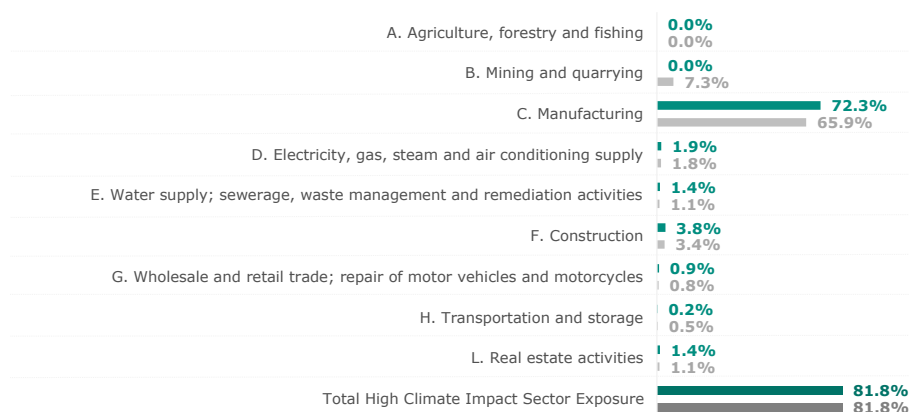 A. Agriculture, forestry and fishing 0.0%
0.0%
B. Mining and quarrying 0.0%
7.3%
C. Manufacturing 72.3%
65.9%
D. Electricity, gas, steam and air conditioning supply 1.9%
1.8%
E. Water supply; sewerage, waste management and remediation activities 1.4%
1.1%
F. Construction 3.8%
3.4%
G. Wholesale and retail trade; repair of motor vehicles and motorcycles 0.9%
0.8%
H. Transportation and storage 0.2%
0.5%
L. Real estate activities 1.4%
1.1%
Total High Climate Impact Sector Exposure 81.8%
81.8%